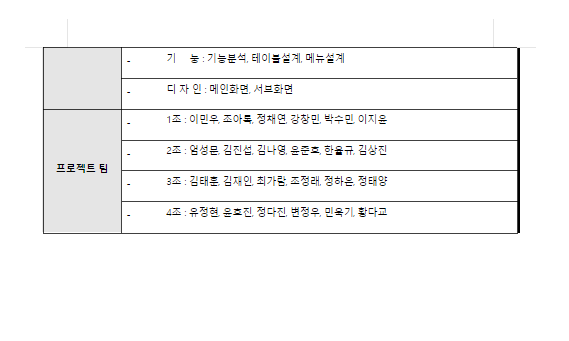 - 기 능 : 기능분석, 테이블설계, 메뉴설계
- 디 자 인 : 메인화면, 서브화면
프로젝트 팀
- 1조 : 이민우, 조아록, 정채연, 강창민, 박수민, 이지윤
- 2조 : 염성문, 김진섭, 김나영, 윤준호, 한율규, 김상진
- 3조 : 김태훈, 김재인, 최가람, 조정래, 정하은, 정태양
- 4조 : 유정현, 윤효진, 정다진, 변정우, 민욱기, 황다교